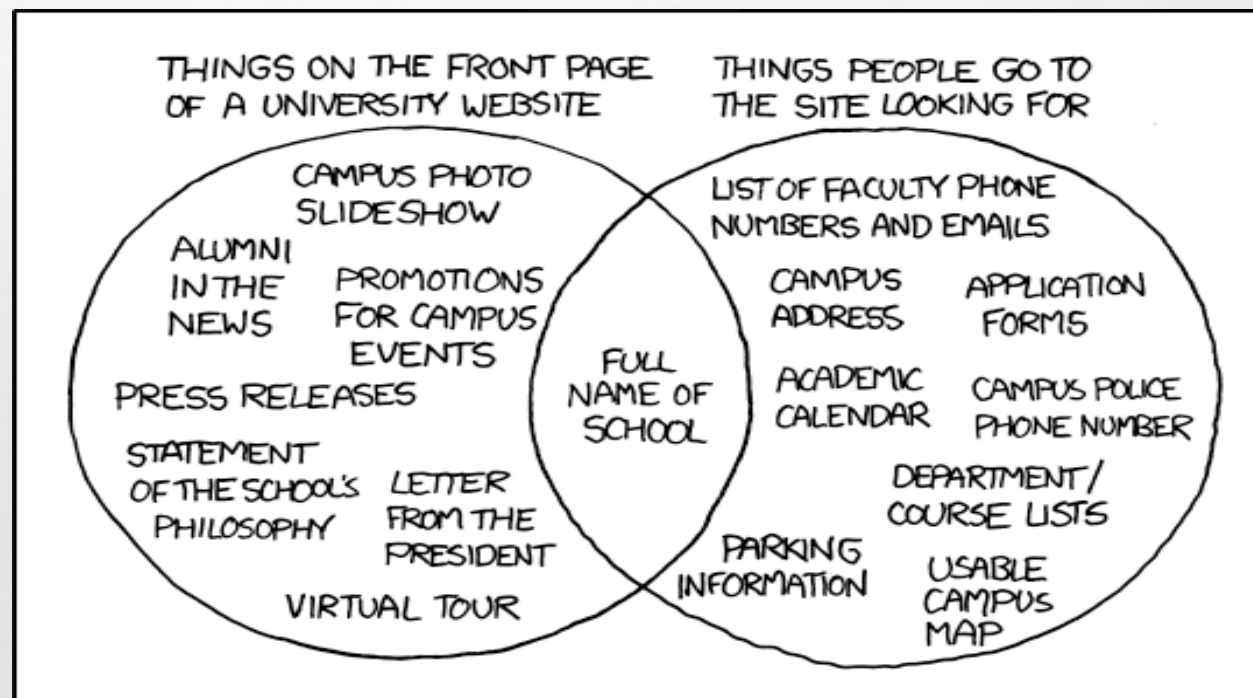 THINGS ON THE FRONT PAGE
OF A UNIVERSITY WEBSITE
THINGS PEOPLE GO TO
THE SITE LOOKING FOR
CAMPUS PHOTO
SLIDESHOW
ALUMNI
IN THE
NEWS
PROMOTIONS
FOR CAMPUS
EVENTS
PRESS RELEASES
STATEMENT
OF THE SCHOOL'S
PHILOSOPHY
LETTER
FROM THE
PRESIDENT
VIRTUAL TOUR
FULL
NAME OF
SCHOOL
LIST OF FACULTY PHONE
NUMBERS AND EMAILS
CAMPUS
ADDRESS
APPLICATION
FORMS
ACADEMIC
CALENDAR
CAMPUS POLICE
PHONE NUMBER
DEPARTMENT/
COURSE LISTS
PARKING
INFORMATION
USABLE
CAMPUS
MAP